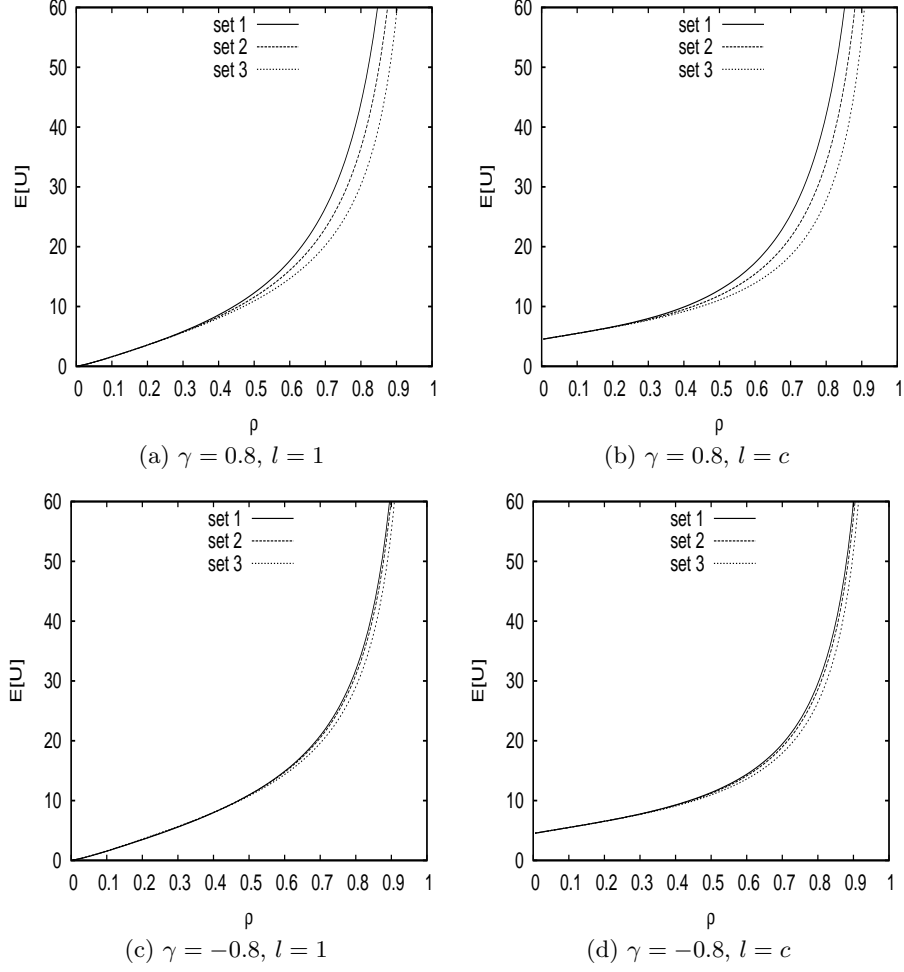 60
50
40
30
20
10
0
E[U]
set 1
set 2
set 3
0 0.1 0.2 0.3 0.4 0.5 0.6 0.7 0.8 0.9 1
ρ
(a) γ = 0.8, l = 1
60
50
40
30
20
10
0
E[U]
set 1
set 2
set 3
0 0.1 0.2 0.3 0.4 0.5 0.6 0.7 0.8 0.9 1
ρ
(b) γ = 0.8, l = c
60
50
40
30
20
10
0
E[U]
set 1
set 2
set 3
0 0.1 0.2 0.3 0.4 0.5 0.6 0.7 0.8 0.9 1
ρ
(c) γ = −0.8, l = 1
60
50
40
30
20
10
0
E[U]
set 1
set 2
set 3
0 0.1 0.2 0.3 0.4 0.5 0.6 0.7 0.8 0.9 1
ρ
(d) γ = −0.8, l = c